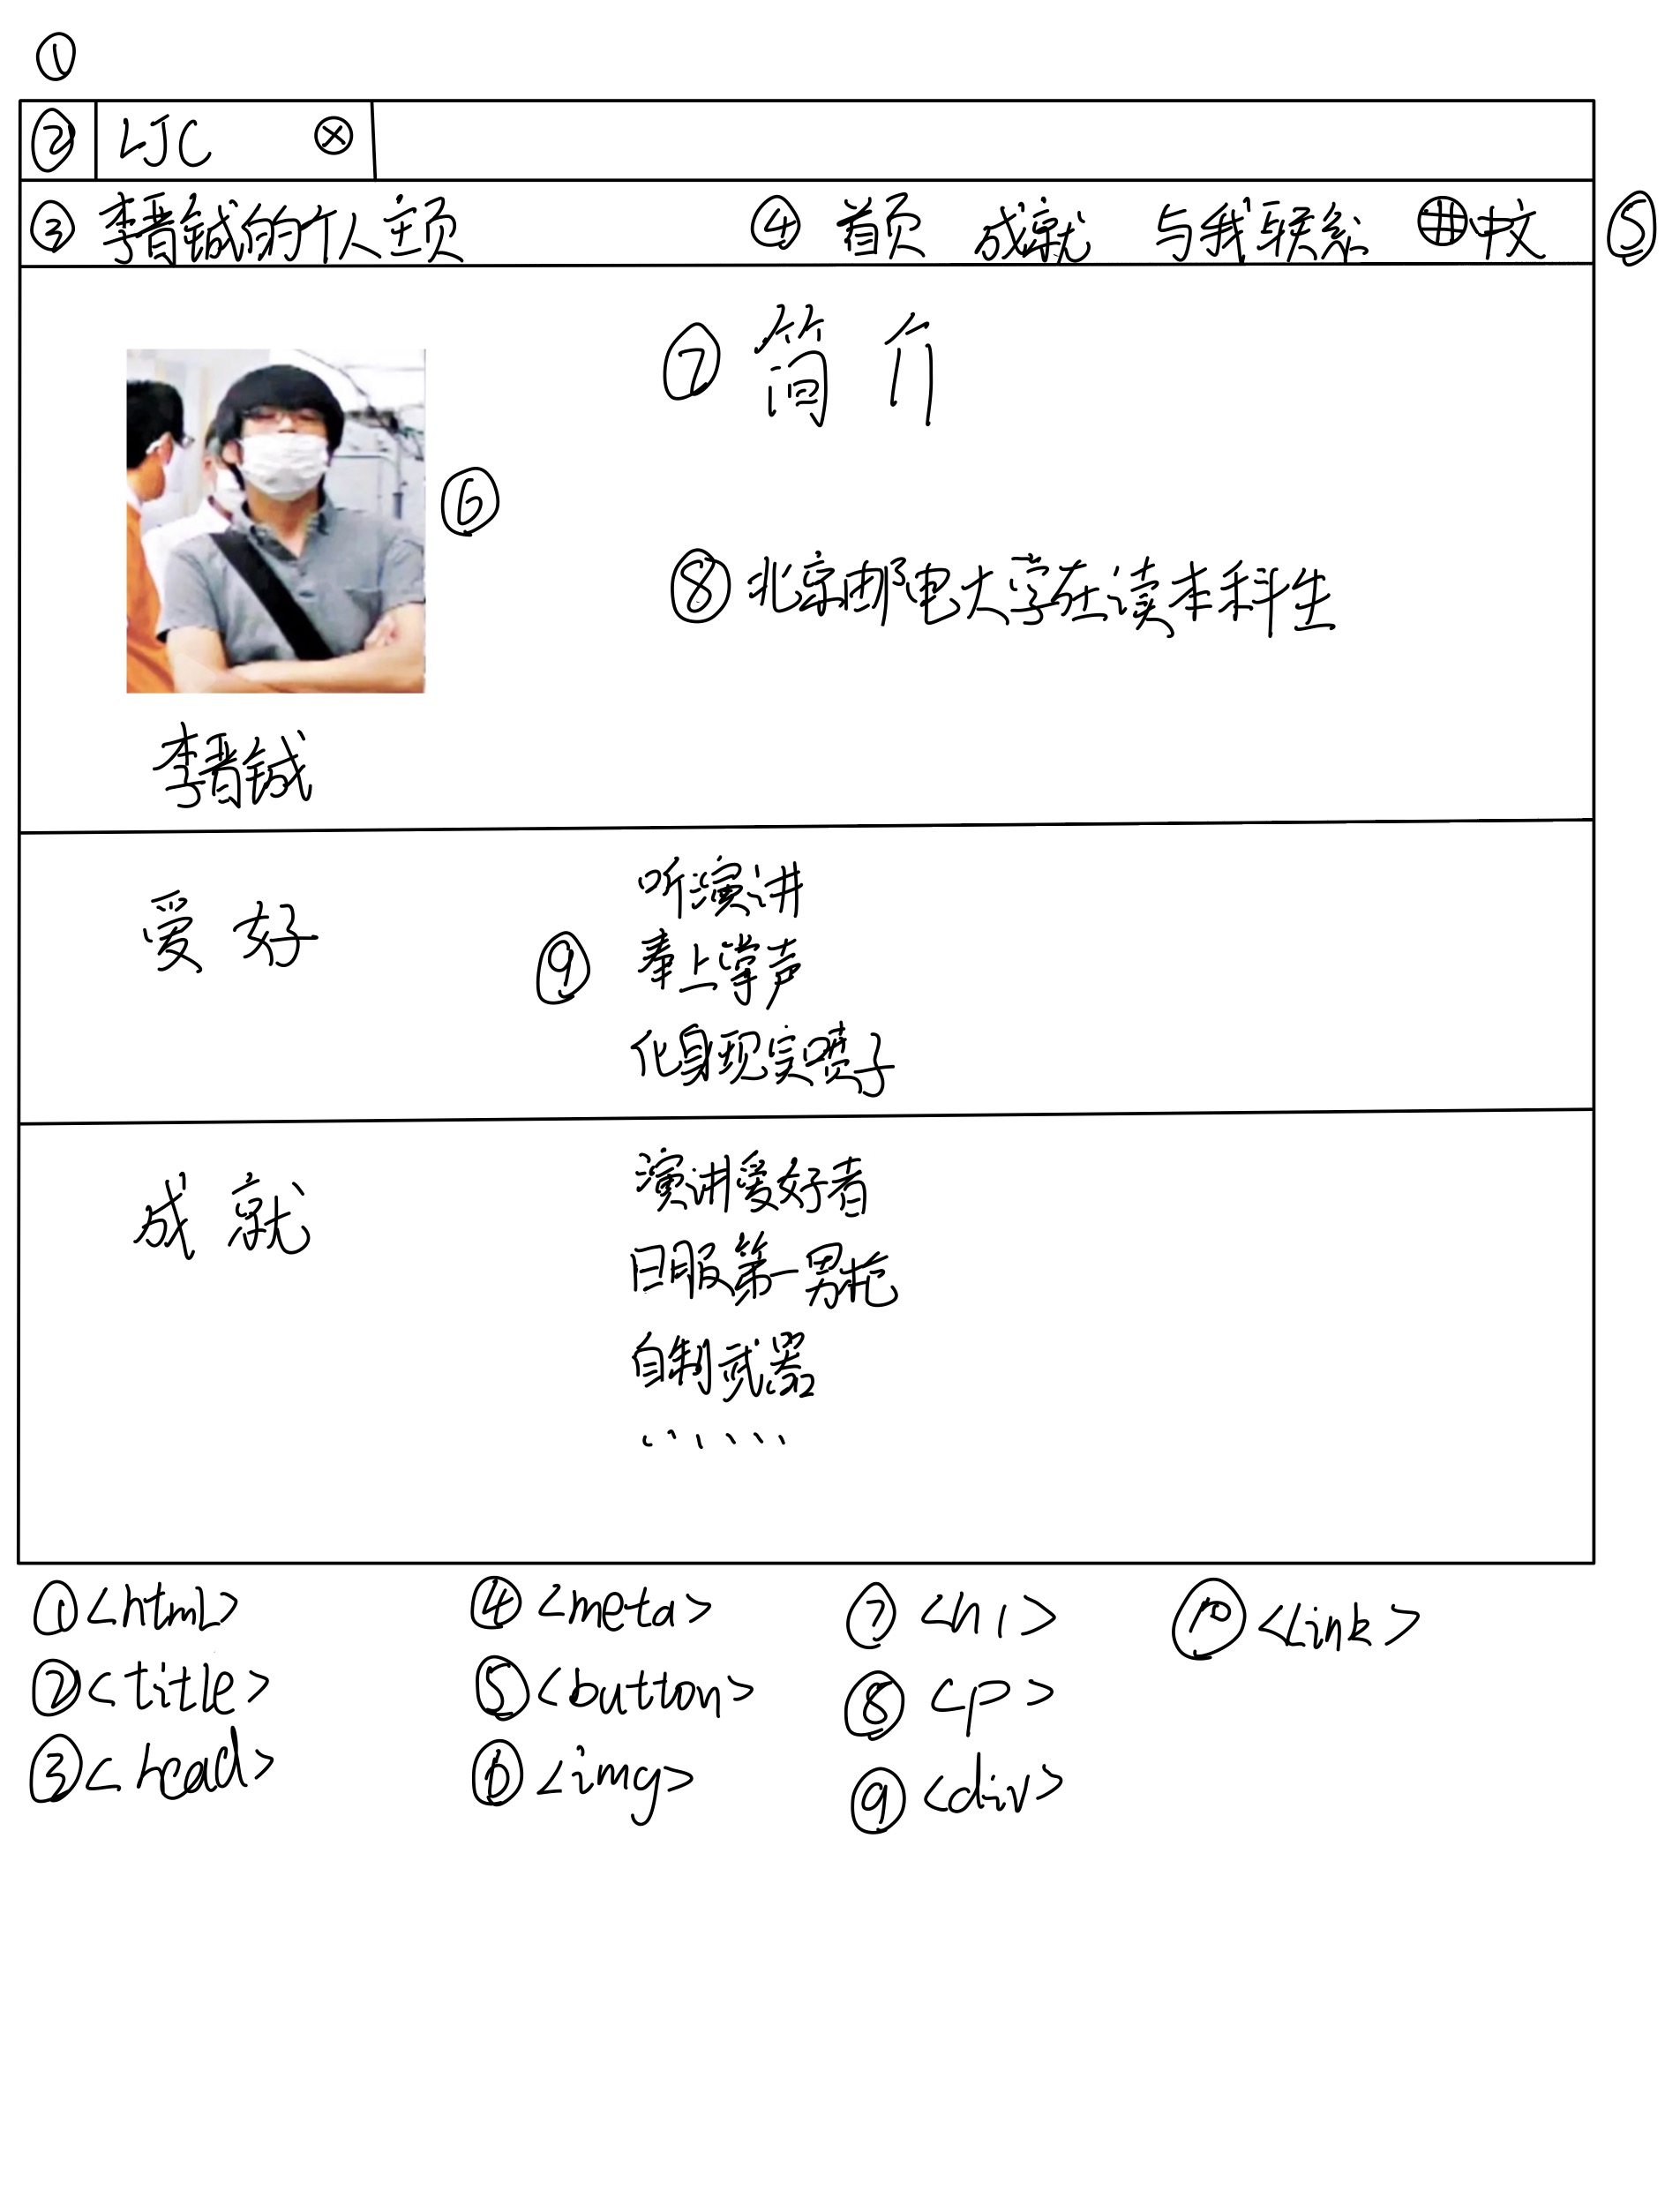 ①
② LJC ⊗
③ 李晋铖的个人主页 ④ 首页 成就 与我联系 中文 ⑤
⑦ 简介
⑥
⑧ 北京邮电大学在读本科生
李晋铖
爱好
⑨
听演讲
奉上掌声
化身现实喷子
成就
演讲爱好者
日服第一男枪
自制武器
……
①<html> ④<meta> ⑦<h1> ⑩<link>
②<title> ⑤<button> ⑧<p>
③<head> ⑥<img> ⑨<div>